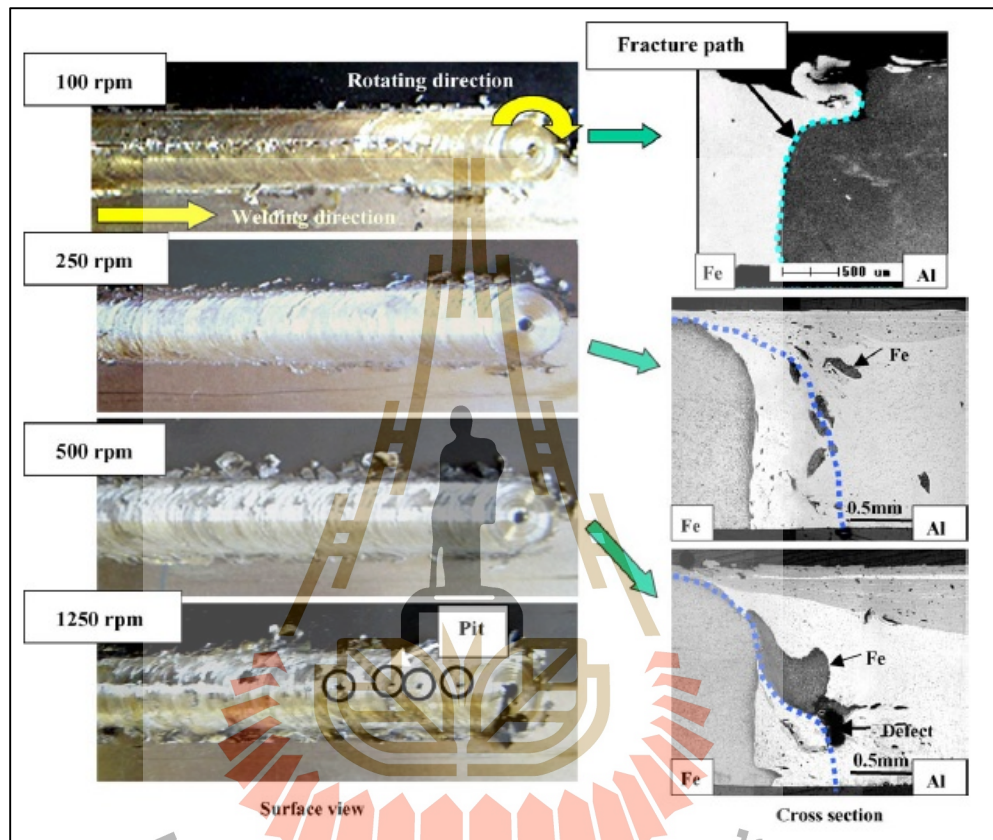 Fracture path
100 rpm
Rotating direction
Welding direction
Fe
500 um
Al
250 rpm
Fe
0.5mm
Fe
Al
500 rpm
Fe
Defect
0.5mm
Fe
Al
1250 rpm
Pit
Surface view
Cross section